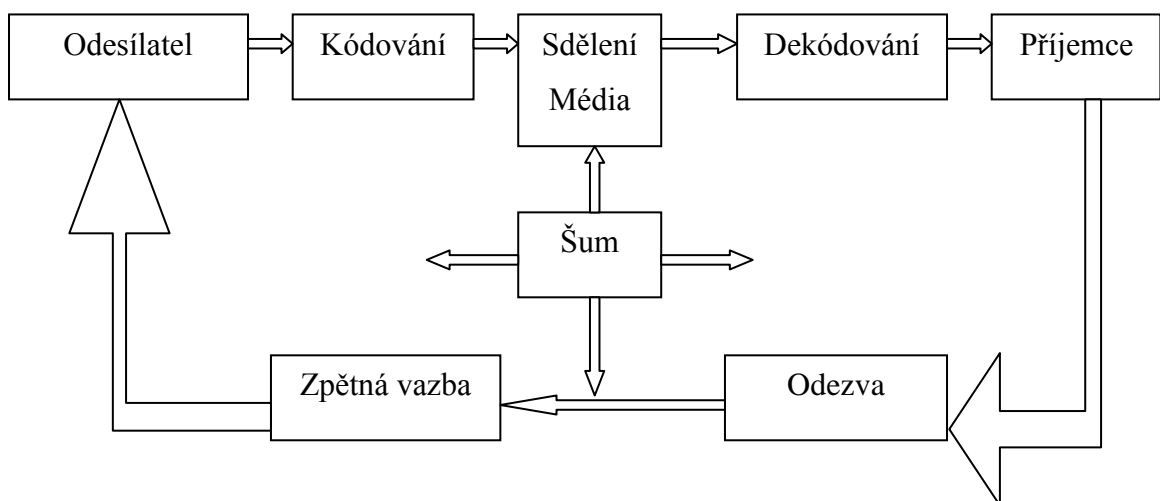 Odesílatel
Kódování
Sdělení
Média
Dekódování
Příjemce
Šum
Zpětná vazba
Odezva